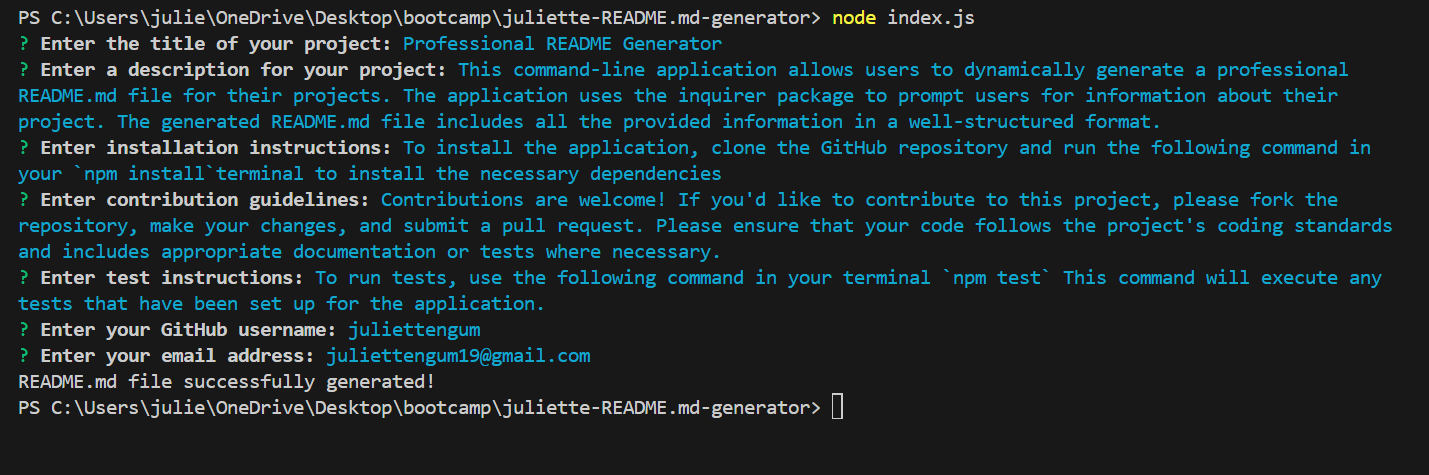 PS C:\Users\julie\OneDrive\Desktop\bootcamp\juliette-README.md-generator> node index.js
? Enter the title of your project: Professional README Generator
? Enter a description for your project: This command-line application allows users to dynamically generate a professional
README.md file for their projects. The application uses the inquirer package to prompt users for information about their
project. The generated README.md file includes all the provided information in a well-structured format.
? Enter installation instructions: To install the application, clone the GitHub repository and run the following command in
your `npm install`terminal to install the necessary dependencies
? Enter contribution guidelines: Contributions are welcome! If you'd like to contribute to this project, please fork the
repository, make your changes, and submit a pull request. Please ensure that your code follows the project's coding standards
and includes appropriate documentation or tests where necessary.
? Enter test instructions: To run tests, use the following command in your terminal `npm test` This command will execute any
tests that have been set up for the application.
? Enter your GitHub username: juliettengum
? Enter your email address: juliettengum19@gmail.com
README.md file successfully generated!
PS C:\Users\julie\OneDrive\Desktop\bootcamp\juliette-README.md-generator>